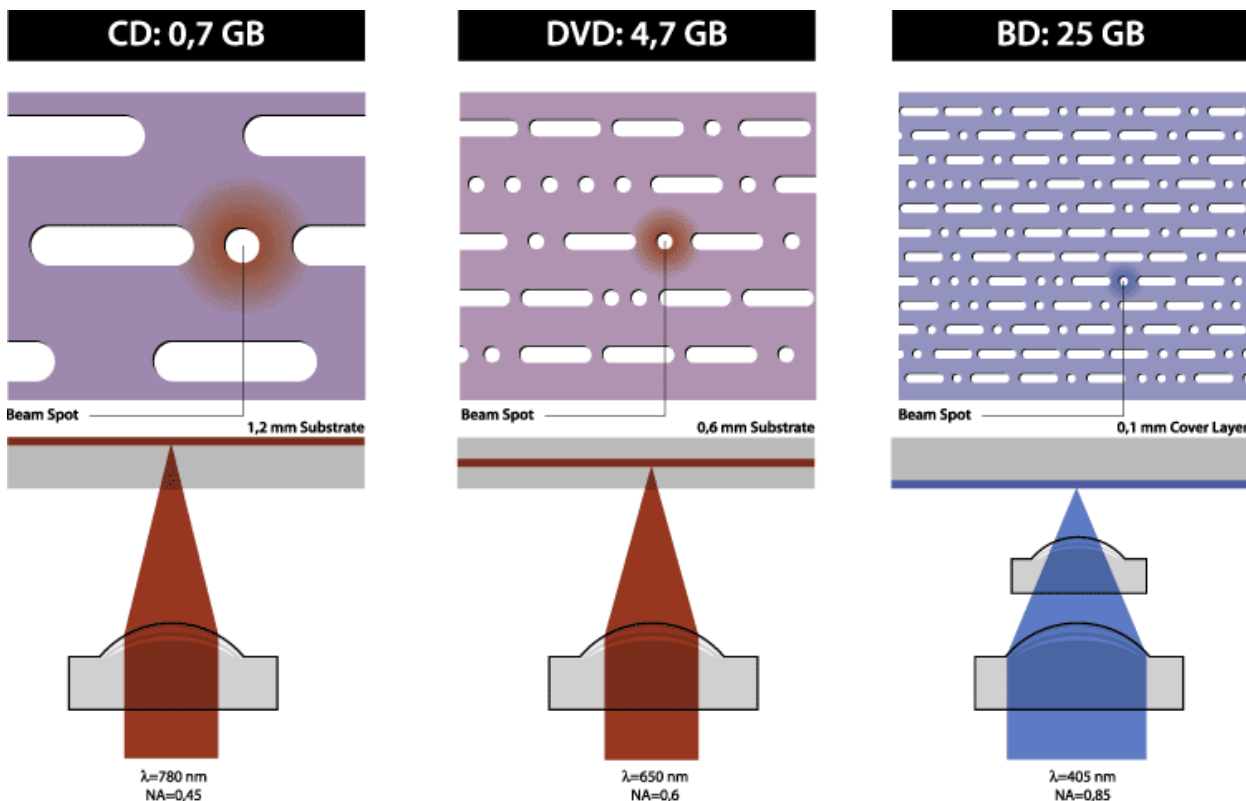 CD: 0,7 GB
DVD: 4,7 GB
BD: 25 GB
Beam Spot
1,2 mm Substrate
Beam Spot
0,6 mm Substrate
Beam Spot
0,1 mm Cover Layer
λ=780 nm
NA=0,45
λ=650 nm
NA=0,6
λ=405 nm
NA=0,85